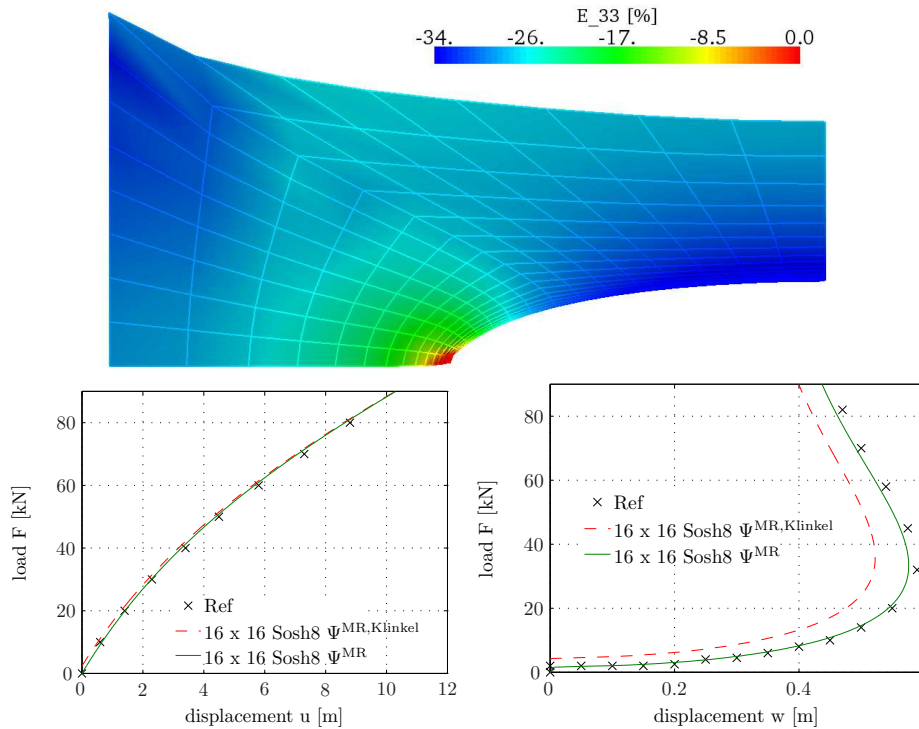 E_33 [%]
-34. -26. -17. -8.5 0.0
80
60
40
20
0
load F [kN]
Ref
16 x 16 Sosh8 Ψ^MR,Klinkel
16 x 16 Sosh8 Ψ^MR
0 2 4 6 8 10 12
displacement u [m]
80
60
40
20
0
load F [kN]
Ref
16 x 16 Sosh8 Ψ^MR,Klinkel
16 x 16 Sosh8 Ψ^MR
0 0.2 0.4
displacement w [m]